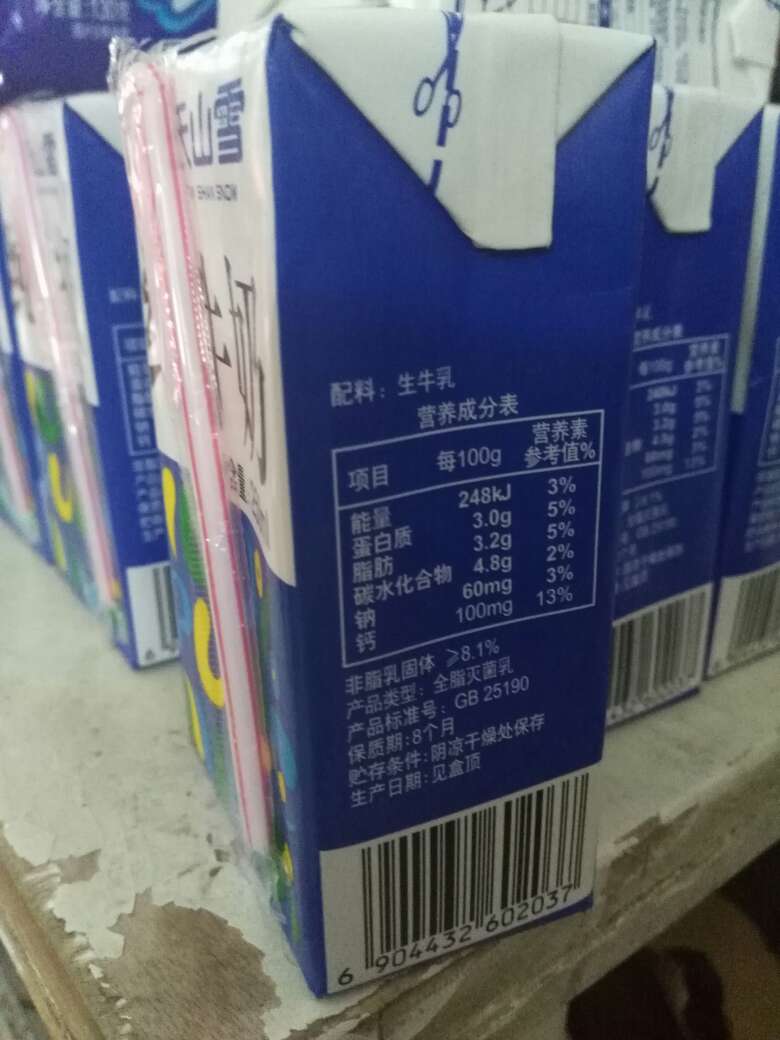 天山雪
牛奶
配料：生牛乳
营养成分表
项目 每100g 营养素参考值%
能量 248kJ 3%
蛋白质 3.0g 5%
脂肪 3.2g 5%
碳水化合物 4.8g 2%
钠 60mg 3%
钙 100mg 13%
非脂乳固体 ≥8.1%
产品类型：全脂灭菌乳
产品标准号：GB 25190
保质期:8个月
贮存条件:阴凉干燥处保存
生产日期:见盒顶
6 904432 602037